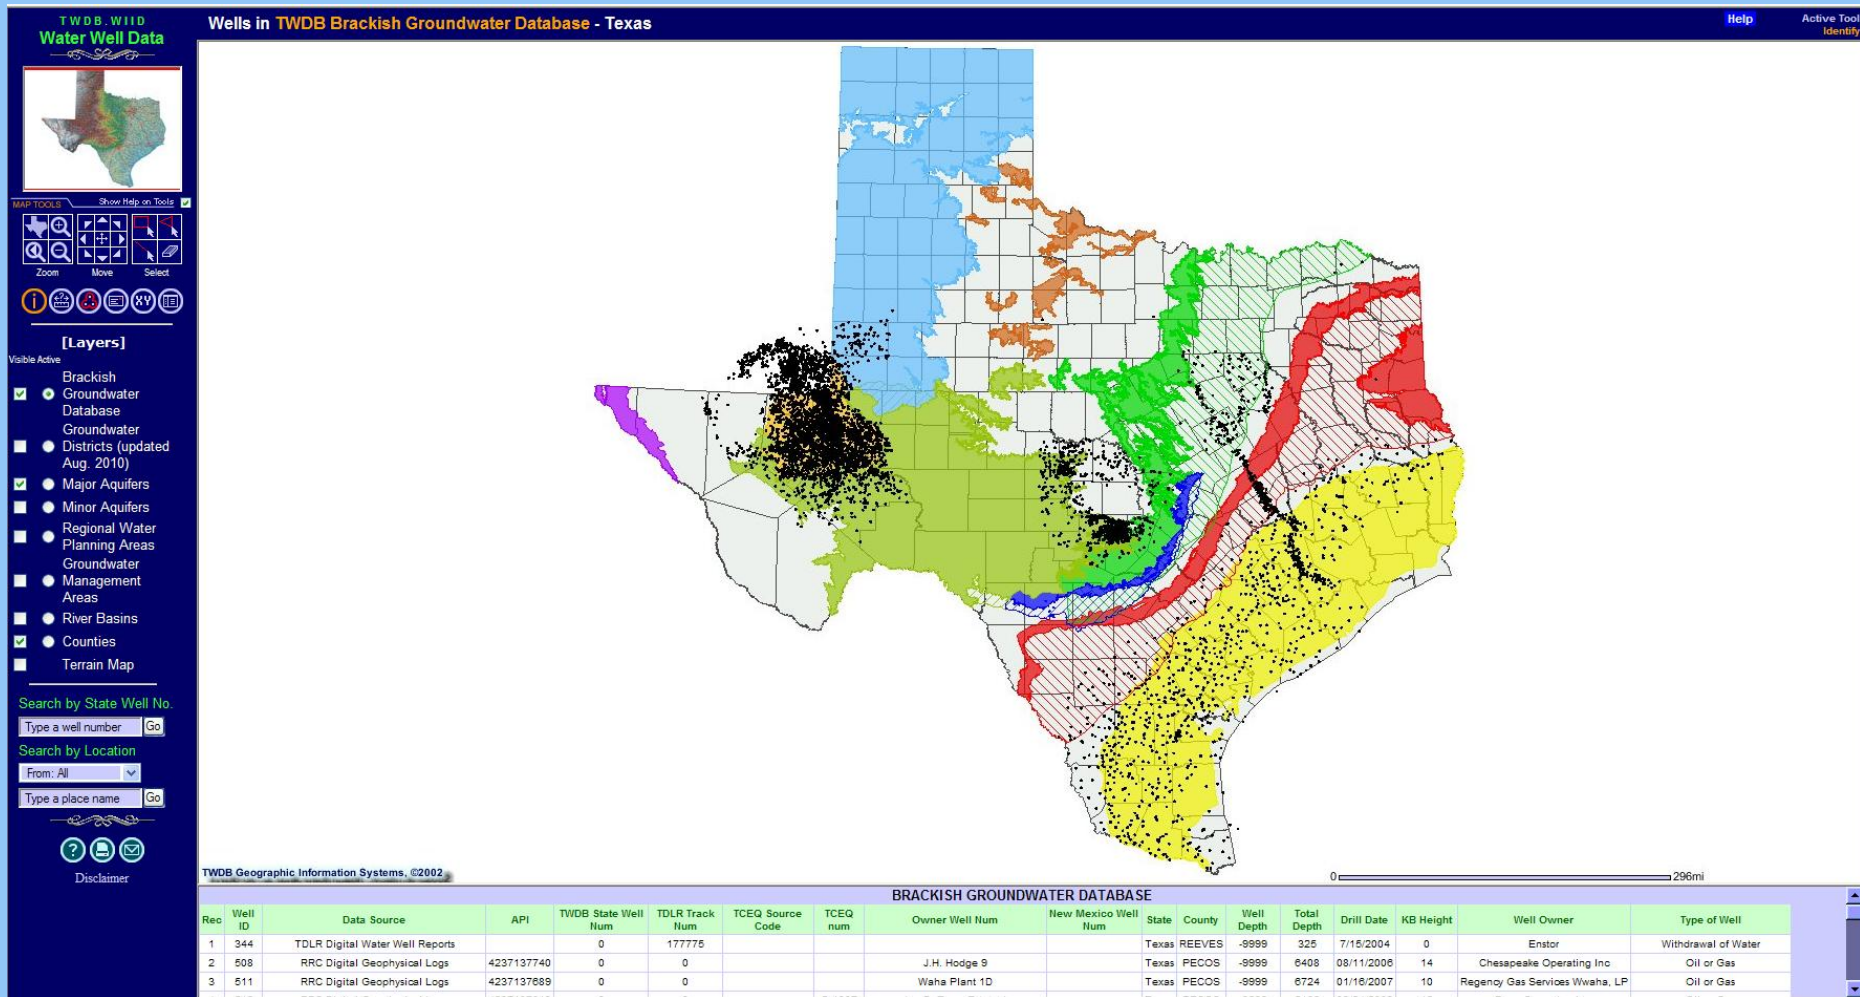 TWDB.WIID
Water Well Data
Wells in TWDB Brackish Groundwater Database - Texas
Help
Active Tool
Identify
MAP TOOLS
Show Help on Tools
Zoom
Move
Select
XY
[Layers]
Visible Active
Brackish
Groundwater
Database
Groundwater
Districts (updated
Aug. 2010)
Major Aquifers
Minor Aquifers
Regional Water
Planning Areas
Groundwater
Management
Areas
River Basins
Counties
Terrain Map
Search by State Well No.
Type a well number Go
Search by Location
From: All
Type a place name Go
Disclaimer
TWDB Geographic Information Systems, ©2002
0 296mi
BRACKISH GROUNDWATER DATABASE
Rec Well ID Data Source API TWDB State Well Num TDLR Track Num TCEQ Source Code TCEQ num Owner Well Num New Mexico Well Num State County Well Depth Total Depth Drill Date KB Height Well Owner Type of Well
1 344 TDLR Digital Water Well Reports 0 177775 Texas REEVES -9999 325 7/15/2004 0 Enstor Withdrawal of Water
2 508 RRC Digital Geophysical Logs 4237137740 0 0 J.H. Hodge 9 Texas PECOS -9999 6408 08/11/2006 14 Chesapeake Operating Inc Oil or Gas
3 511 RRC Digital Geophysical Logs 4237137689 0 0 Waha Plant 1D Texas PECOS -9999 6724 01/16/2007 10 Regency Gas Services Wwaha, LP Oil or Gas